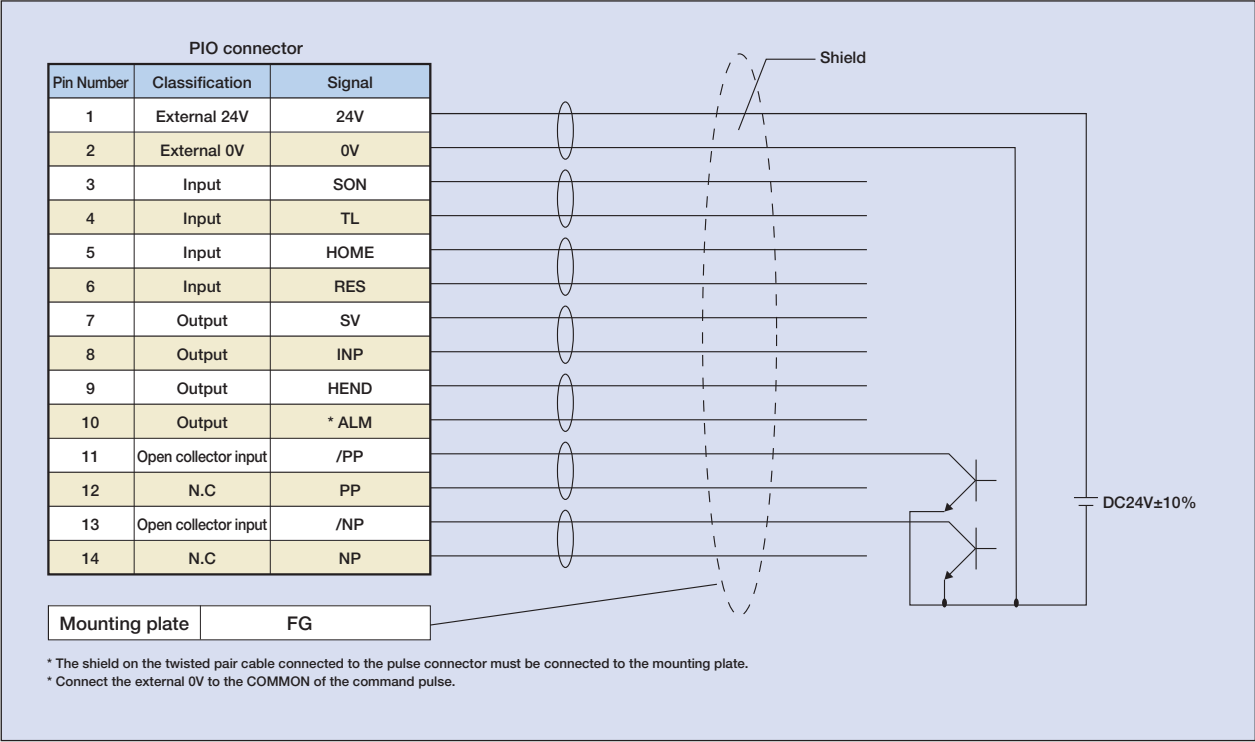 PIO connector
Shield
Pin Number Classification Signal
1 External 24V 24V
2 External 0V 0V
3 Input SON
4 Input TL
5 Input HOME
6 Input RES
7 Output SV
8 Output INP
9 Output HEND
10 Output * ALM
11 Open collector input /PP
12 N.C PP
13 Open collector input /NP
14 N.C NP
DC24V±10%
Mounting plate FG
* The shield on the twisted pair cable connected to the pulse connector must be connected to the mounting plate.
* Connect the external 0V to the COMMON of the command pulse.